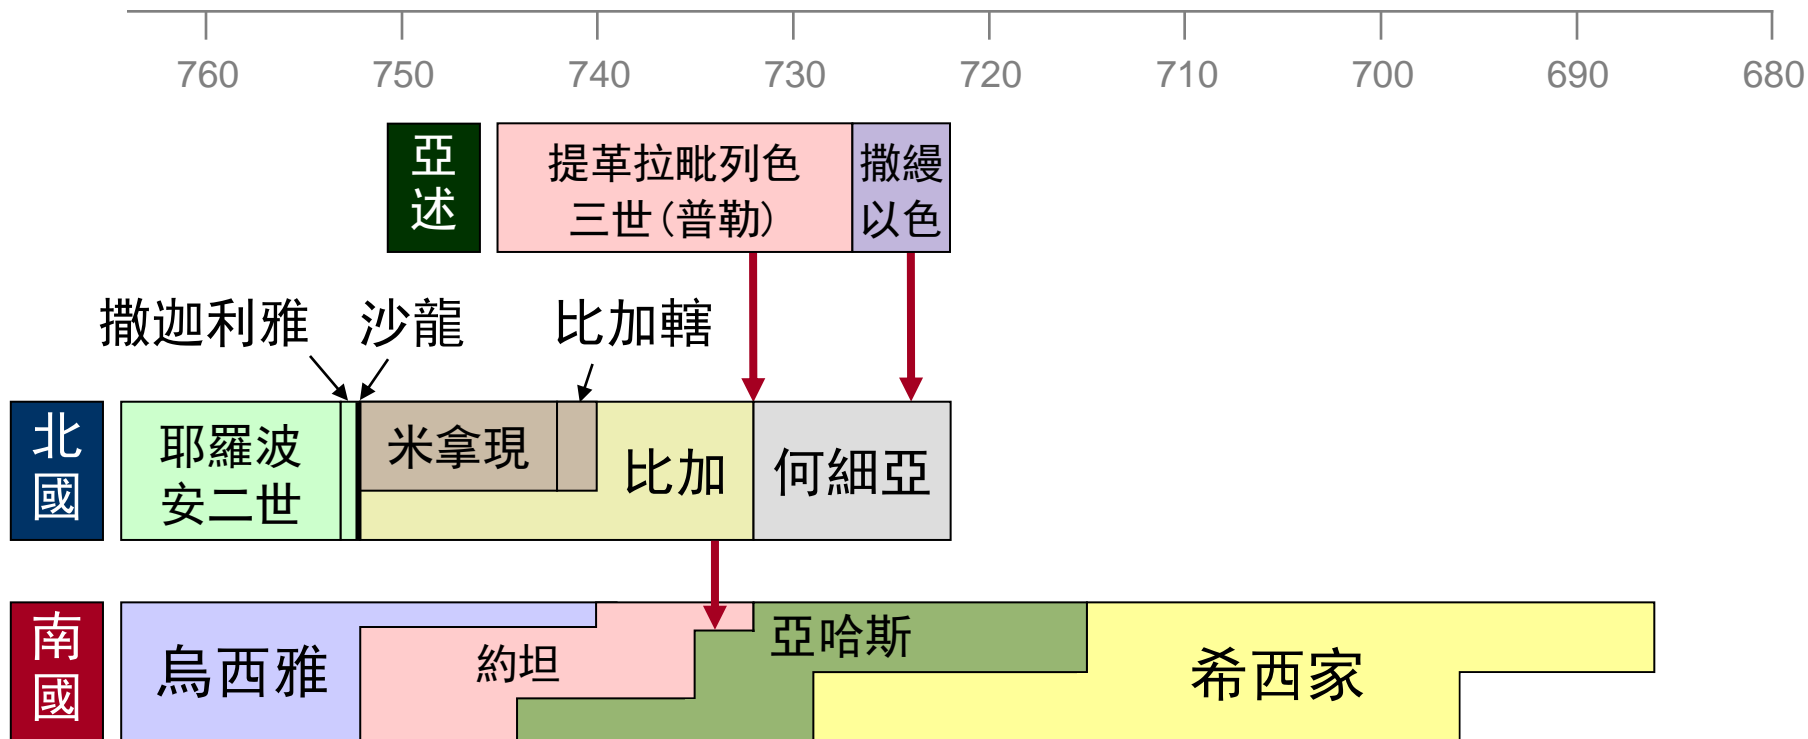 760 750 740 730 720 710 700 690 680
亞述
提革拉毗列色
三世(普勒)
撒縵
以色
撒迦利雅
沙龍
比加轄
北國
耶羅波
安二世
米拿現
比加
何細亞
南國
烏西雅
約坦
亞哈斯
希西家